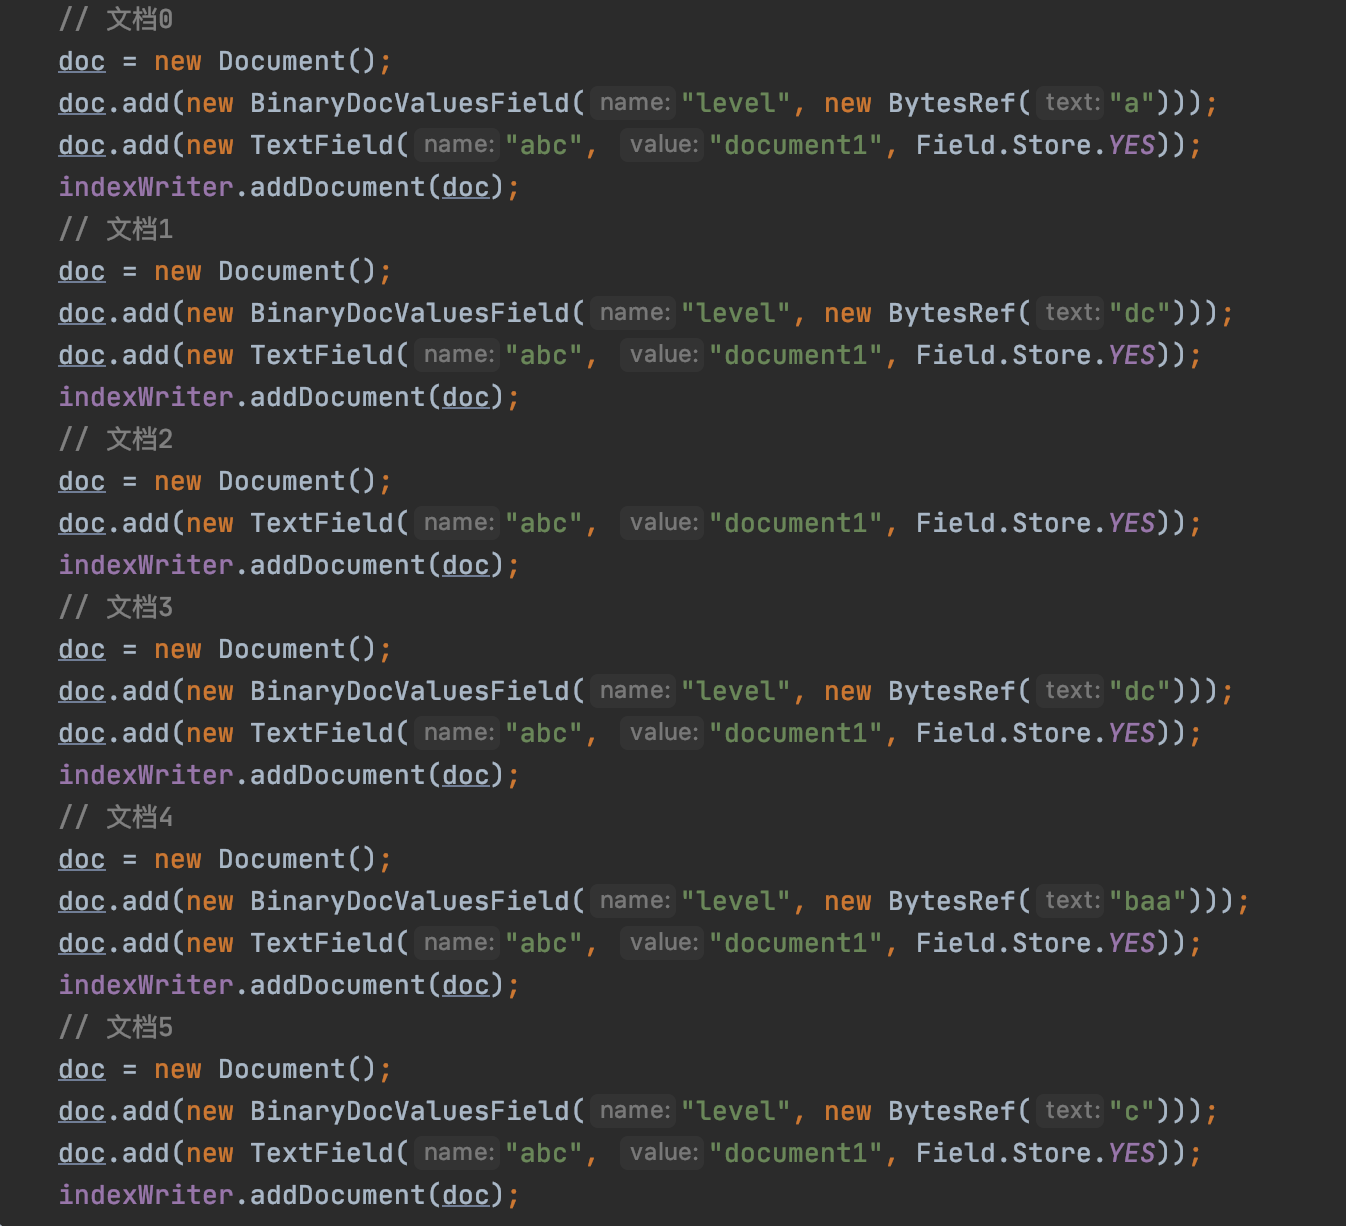 // 文档0
doc = new Document();
doc.add(new BinaryDocValuesField( name: "level", new BytesRef( text: "a")));
doc.add(new TextField( name: "abc", value: "document1", Field.Store.YES));
indexWriter.addDocument(doc);
// 文档1
doc = new Document();
doc.add(new BinaryDocValuesField( name: "level", new BytesRef( text: "dc")));
doc.add(new TextField( name: "abc", value: "document1", Field.Store.YES));
indexWriter.addDocument(doc);
// 文档2
doc = new Document();
doc.add(new TextField( name: "abc", value: "document1", Field.Store.YES));
indexWriter.addDocument(doc);
// 文档3
doc = new Document();
doc.add(new BinaryDocValuesField( name: "level", new BytesRef( text: "dc")));
doc.add(new TextField( name: "abc", value: "document1", Field.Store.YES));
indexWriter.addDocument(doc);
// 文档4
doc = new Document();
doc.add(new BinaryDocValuesField( name: "level", new BytesRef( text: "baa")));
doc.add(new TextField( name: "abc", value: "document1", Field.Store.YES));
indexWriter.addDocument(doc);
// 文档5
doc = new Document();
doc.add(new BinaryDocValuesField( name: "level", new BytesRef( text: "c")));
doc.add(new TextField( name: "abc", value: "document1", Field.Store.YES));
indexWriter.addDocument(doc);